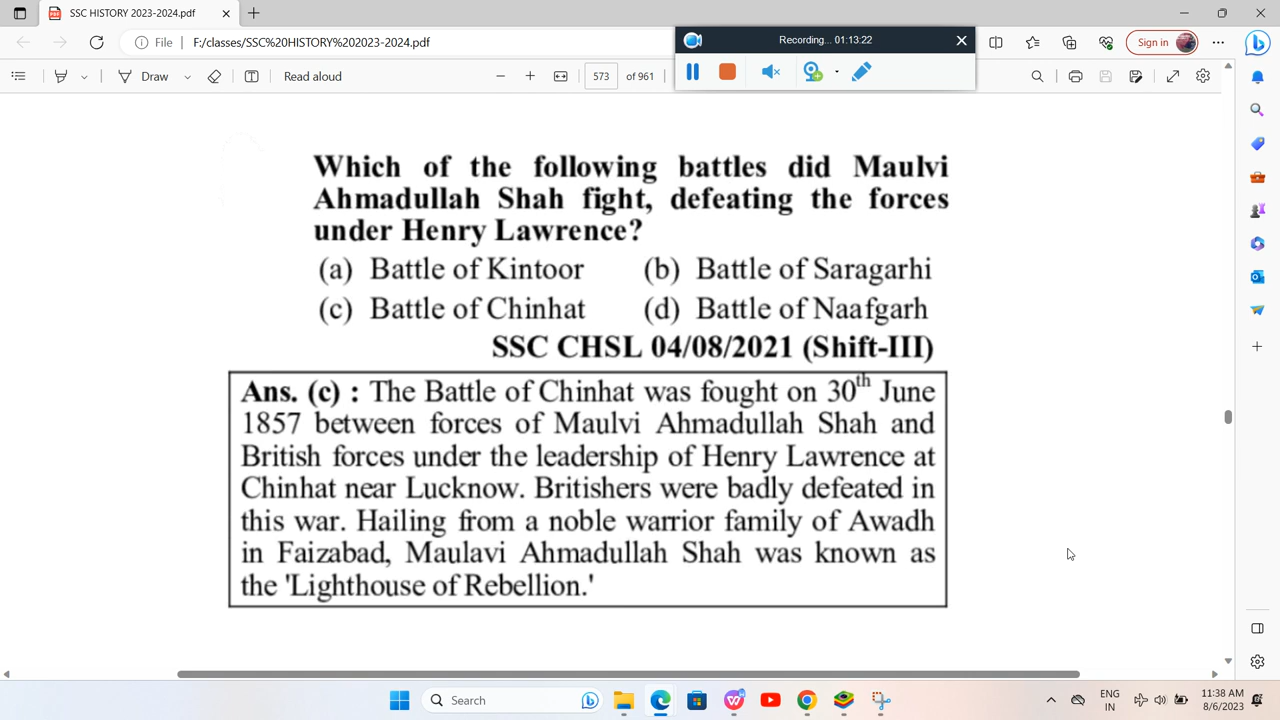 SSC HISTORY 2023-2024.pdf
File F:/classes/SSC%20HISTORY%202023-2024.pdf
Recording... 01:13:22
Sign in
Draw
Read aloud
573 of 961
Which of the following battles did Maulvi
Ahmadullah Shah fight, defeating the forces
under Henry Lawrence?
(a) Battle of Kintoor (b) Battle of Saragarhi
(c) Battle of Chinhat (d) Battle of Naafgarh
SSC CHSL 04/08/2021 (Shift-III)
Ans. (c) : The Battle of Chinhat was fought on 30th June
1857 between forces of Maulvi Ahmadullah Shah and
British forces under the leadership of Henry Lawrence at
Chinhat near Lucknow. Britishers were badly defeated in
this war. Hailing from a noble warrior family of Awadh
in Faizabad, Maulavi Ahmadullah Shah was known as
the 'Lighthouse of Rebellion.'
Search
ENG
IN
11:38 AM
8/6/2023